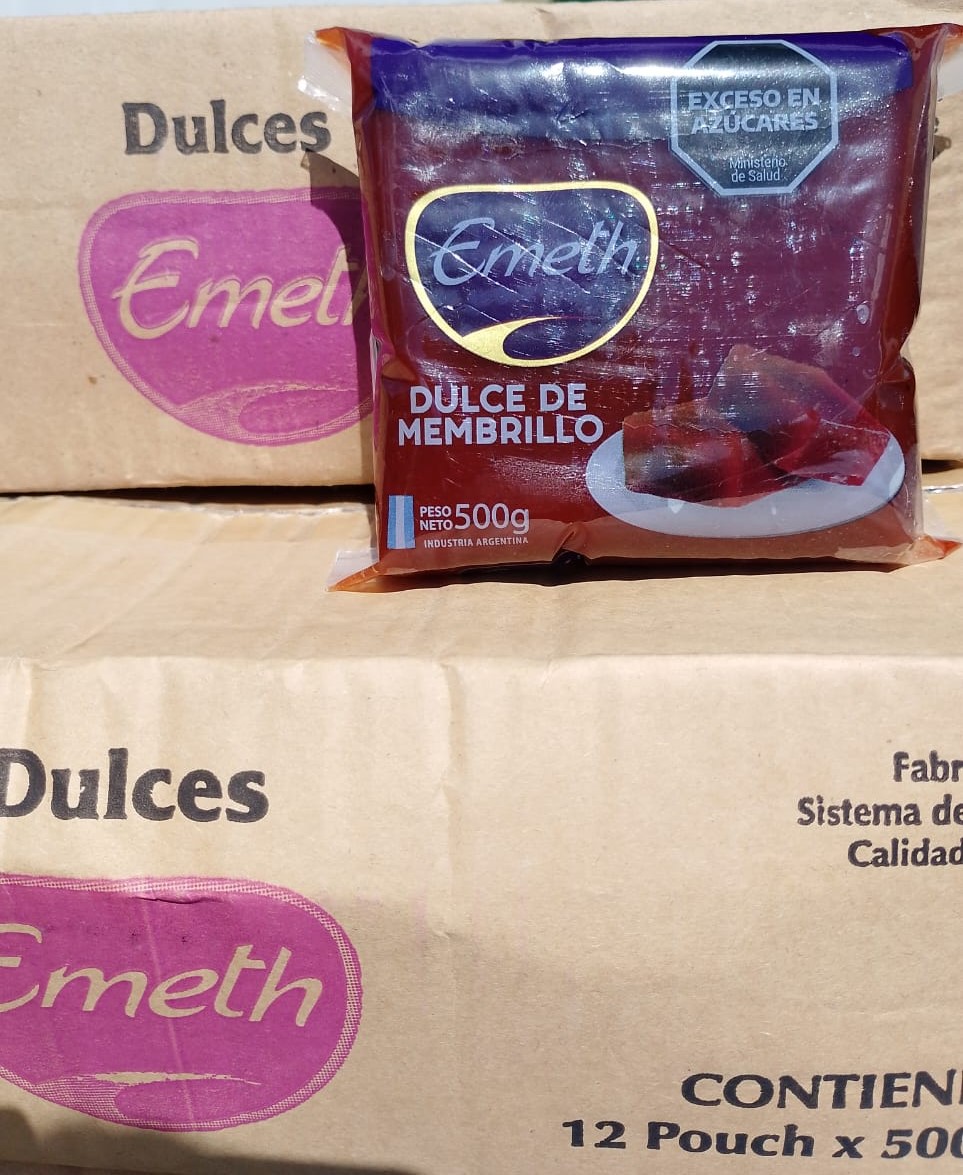 Dulces
Emeth
EXCESO EN
AZÚCARES
Ministerio
de Salud
Emeth
DULCE DE
MEMBRILLO
PESO
NETO 500g
INDUSTRIA ARGENTINA
Dulces
Emeth
Fabr
Sistema de
Calidad
CONTIEN
12 Pouch x 500